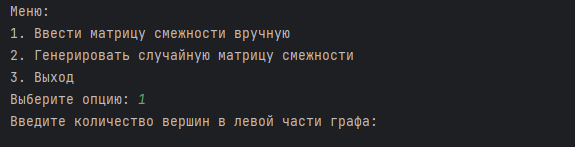 Меню:
1. Ввести матрицу смежности вручную
2. Генерировать случайную матрицу смежности
3. Выход
Выберите опцию: 1
Введите количество вершин в левой части графа: